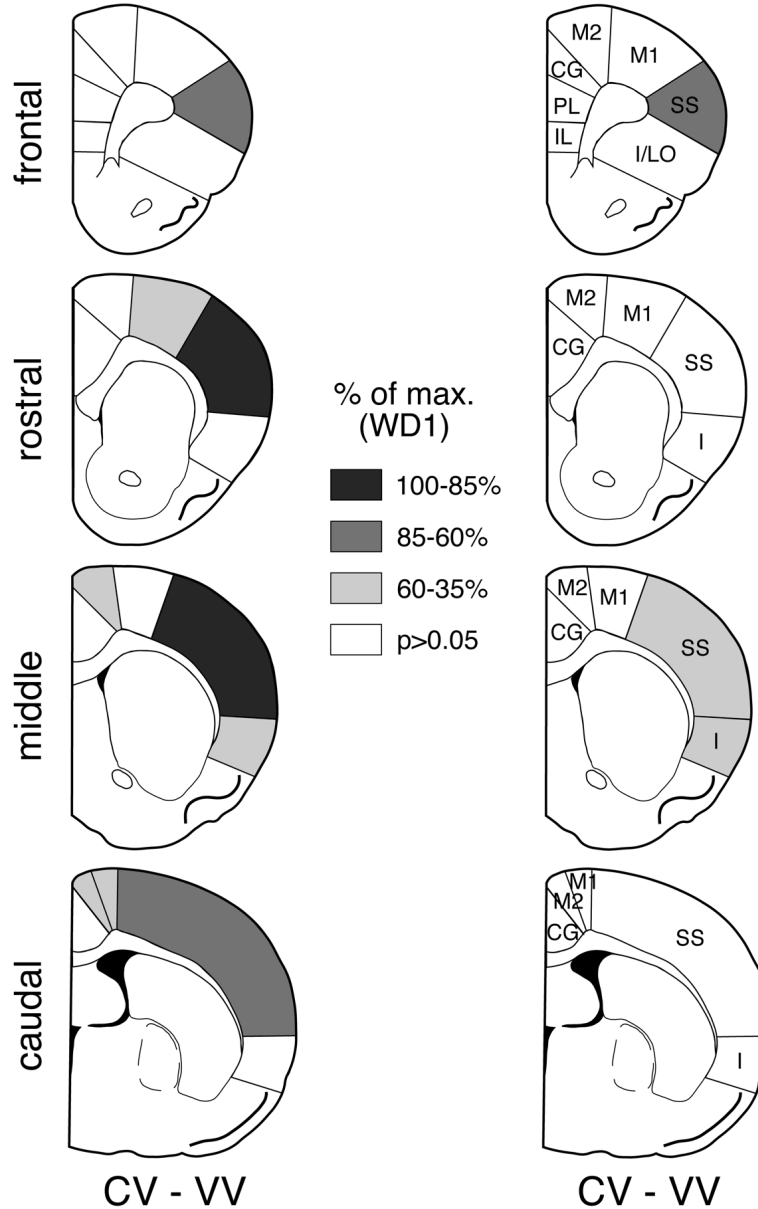 frontal
M2
M1
CG
PL
SS
IL
I/LO
rostral
M2
M1
CG
SS
I
% of max.
(WD1)
100-85%
85-60%
60-35%
p>0.05
middle
M2
M1
CG
SS
I
caudal
M1
M2
CG
SS
I
CV - VV
CV - VV